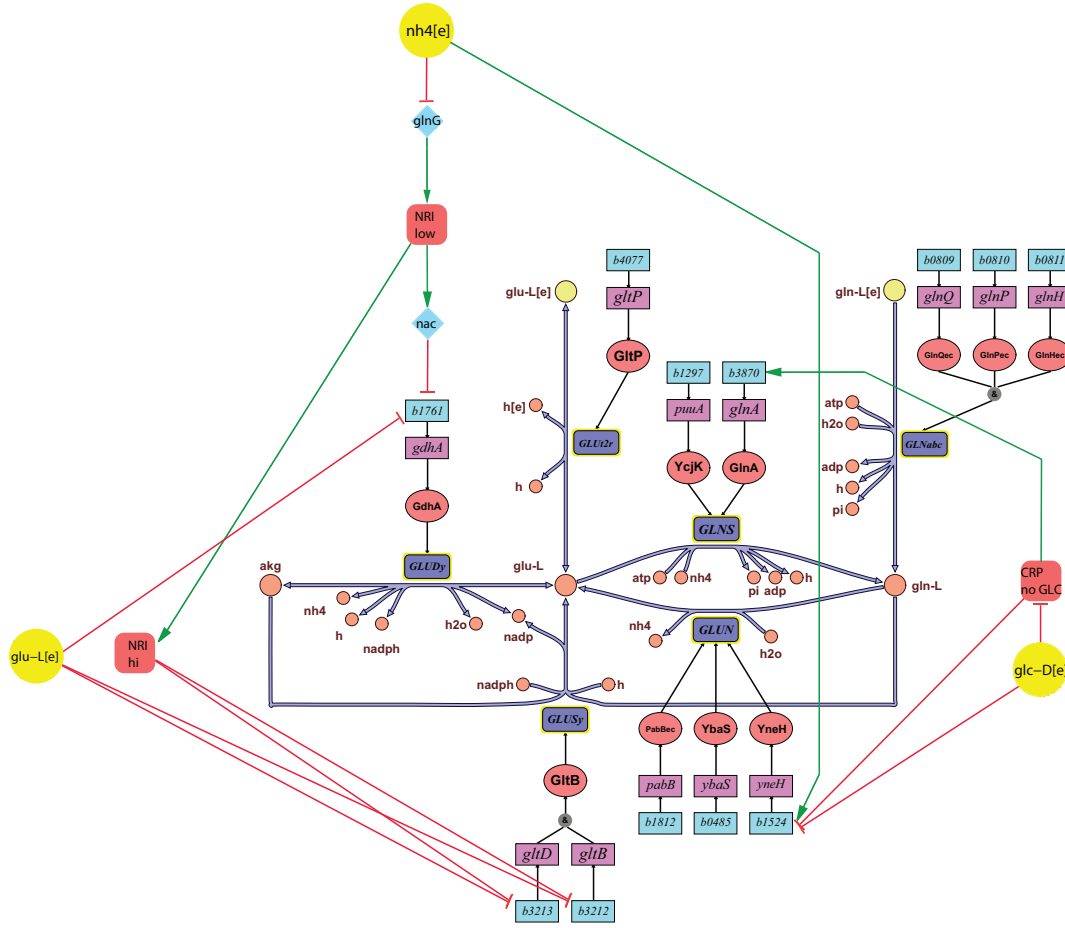 nh4[e]
glnG
NRI
low
nac
b4077
gltP
GltP
glu-L[e]
h[e]
h
GLUt2r
gln-L[e]
b0809
b0810
b0811
glnQ
glnP
glnH
GlnQec
GlnPec
GlnHec
&
GLNabc
atp
h2o
adp
h
pi
b1297
b3870
puuA
glnA
YcjK
GlnA
GLNS
b1761
gdhA
GdhA
GLUDy
akg
glu-L
gln-L
atp
nh4
pi
adp
h
nh4
h
nadph
h2o
nadp
nh4
GLUN
h2o
CRP
no GLC
glu-L[e]
NRI
hi
glc-D[e]
nadph
h
GLUSy
PabBec
YbaS
YneH
GltB
pabB
ybaS
yneH
b1812
b0485
b1524
&
gltD
gltB
b3213
b3212